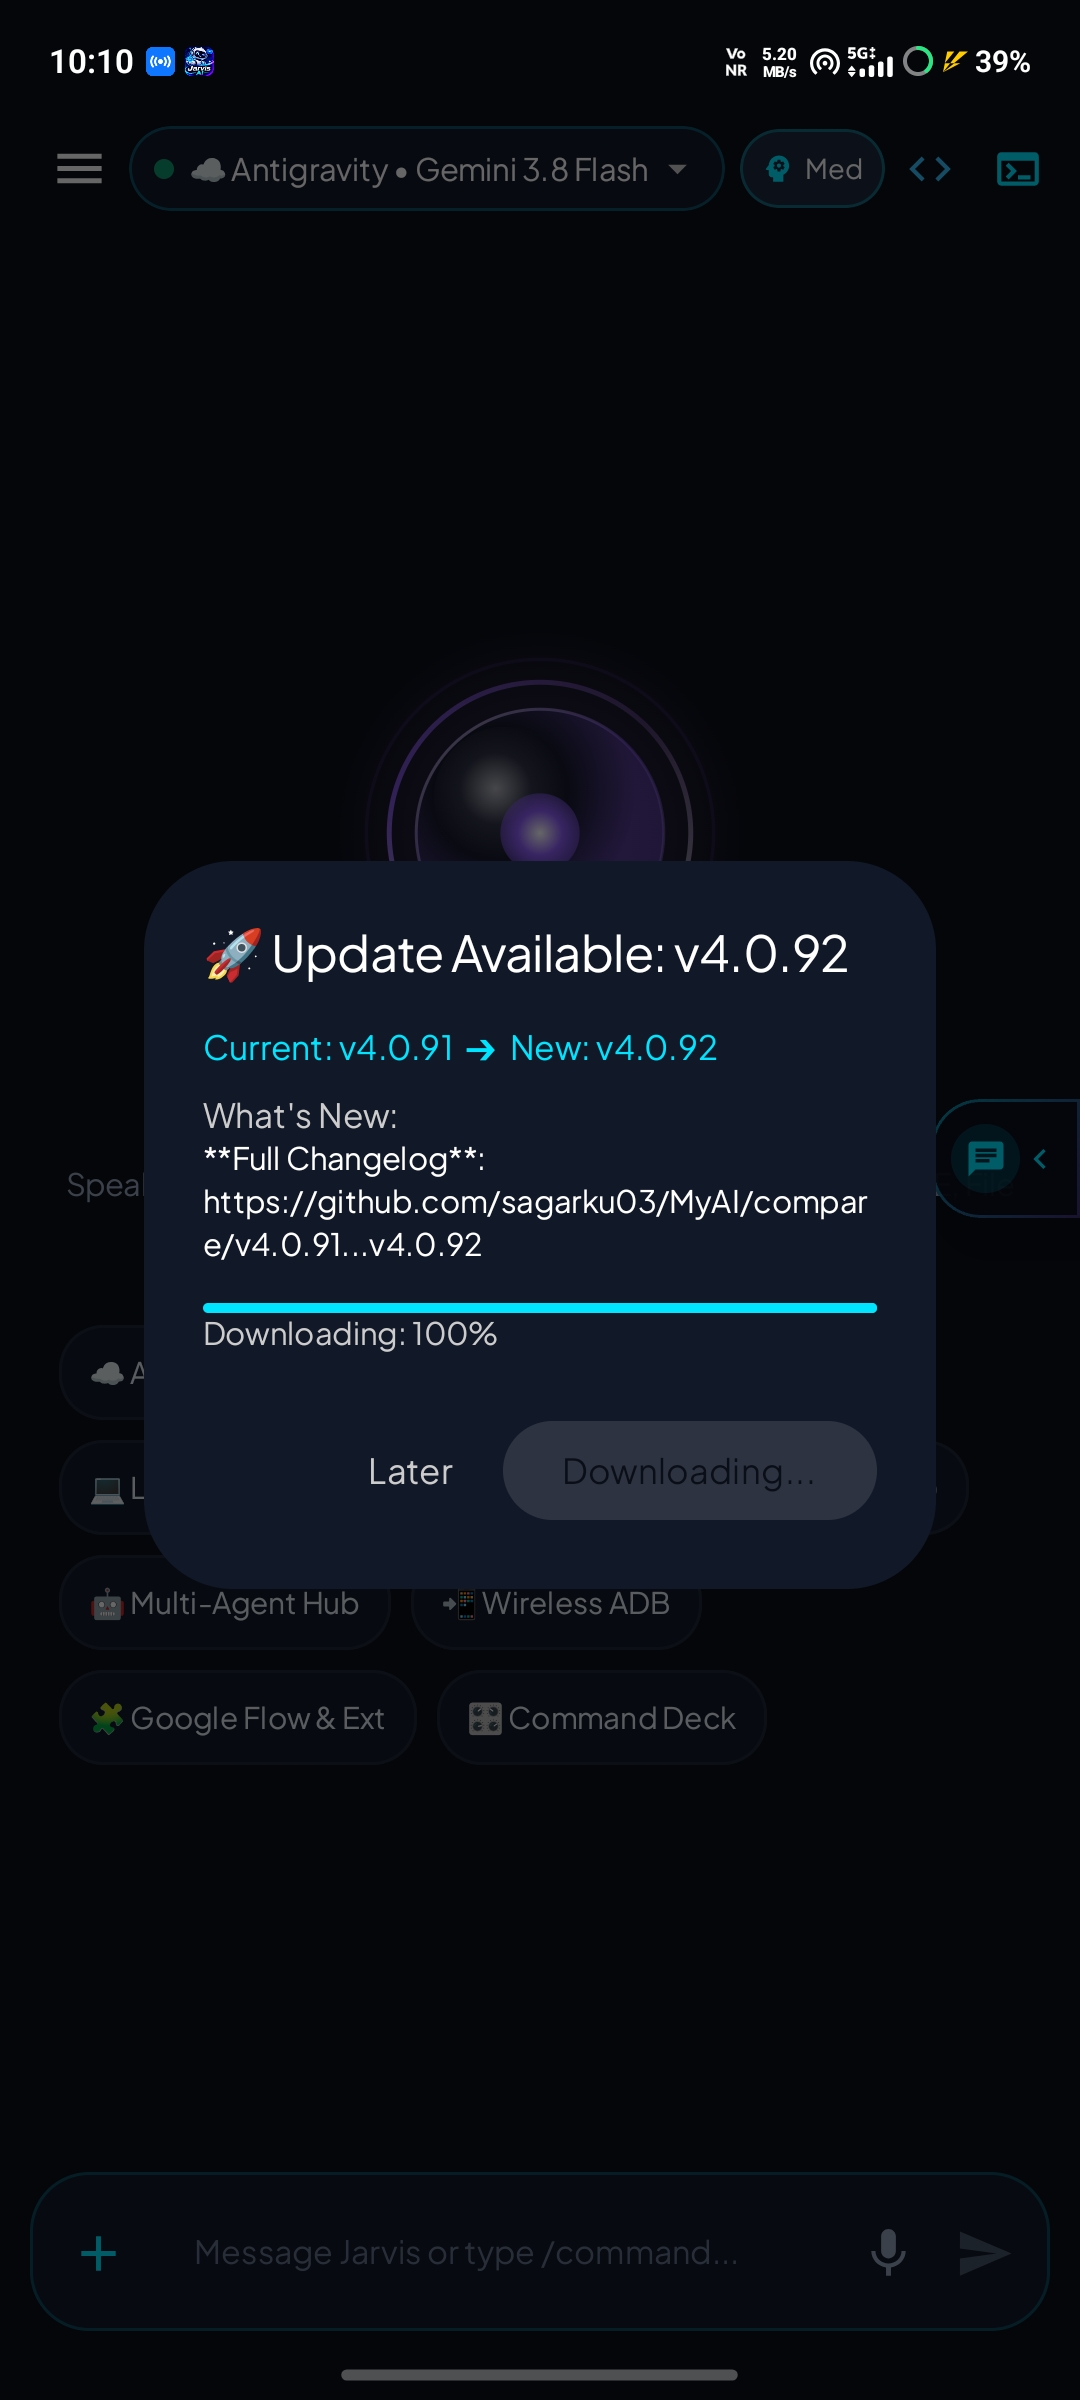 10:10
Vo
NR
5.20
MB/s
5G
39%
Antigravity • Gemini 3.8 Flash
Med
🚀 Update Available: v4.0.92
Current: v4.0.91 ➔ New: v4.0.92
What's New:
**Full Changelog**:
https://github.com/sagarku03/MyAI/compar
e/v4.0.91...v4.0.92
Speak
Downloading: 100%
A
Later
Downloading...
L
Multi-Agent Hub
Wireless ADB
Google Flow & Ext
Command Deck
Message Jarvis or type /command...